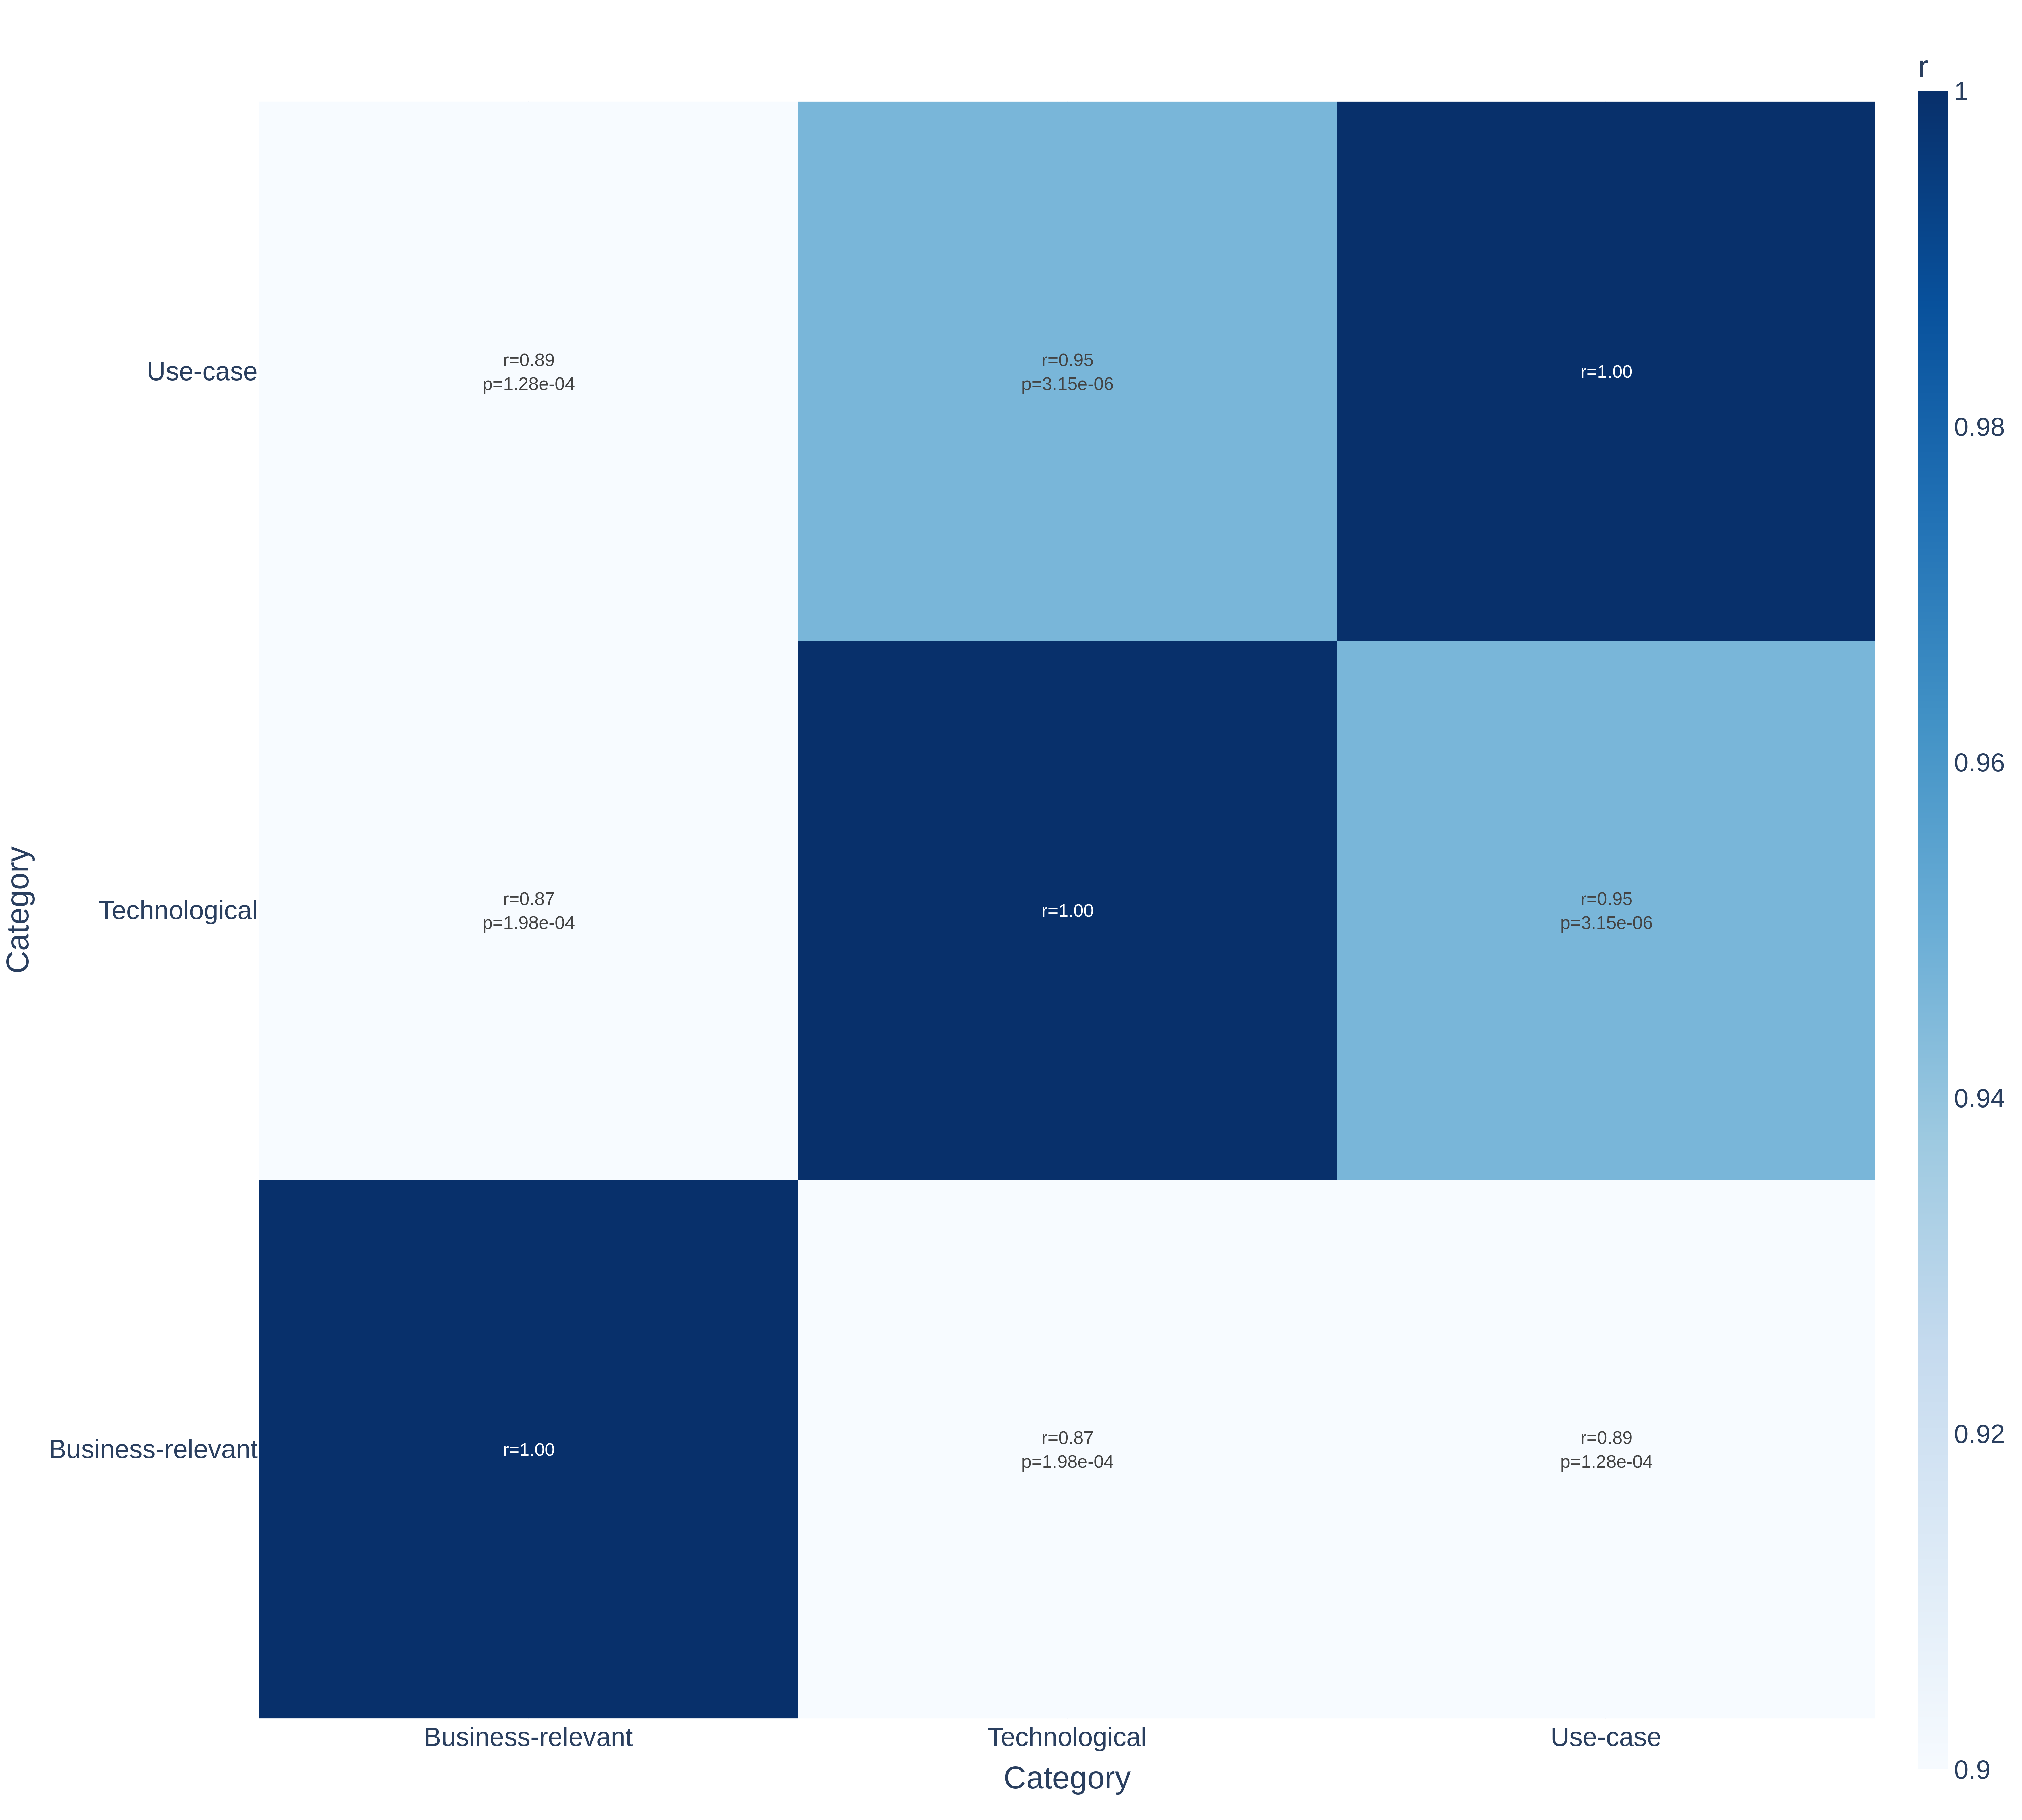 r
1
0.98
0.96
0.94
0.92
0.9
Category
Use-case
r=0.89
p=1.28e-04
r=0.95
p=3.15e-06
r=1.00
Technological
r=0.87
p=1.98e-04
r=1.00
r=0.95
p=3.15e-06
Business-relevant
r=1.00
r=0.87
p=1.98e-04
r=0.89
p=1.28e-04
Business-relevant
Technological
Use-case
Category